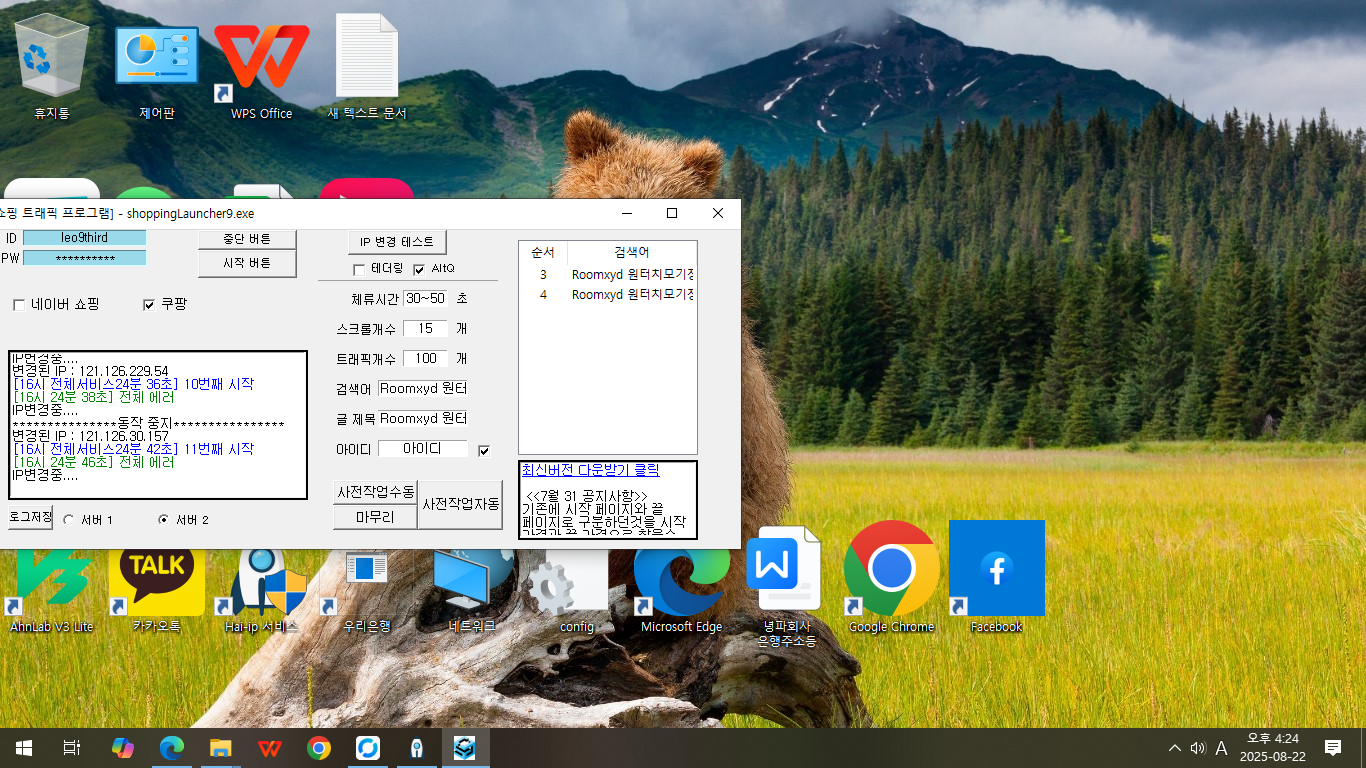 휴지통
제어판
WPS Office
새 텍스트 문서
쇼핑 트래픽 프로그램] - shoppingLauncher9.exe
ID
leo9third
PW
**********
중단 버튼
시작 버튼
네이버 쇼핑
쿠팡
IP변경중....
변경된 IP : 121.126.229.54
[16시 전체서비스24분 36초] 10번째 시작
[16시 24분 38초] 전체 에러
IP변경중....
***************동작 중지****************
변경된 IP : 121.126.30.157
[16시 전체서비스24분 42초] 11번째 시작
[16시 24분 46초] 전체 에러
IP변경중....
로그저장
서버 1
서버 2
IP 변경 테스트
테더링
AltQ
체류시간 30~50 초
스크롤개수 15 개
트래픽개수 100 개
검색어 Roomxyd 원터
글 제목 Roomxyd 원터
아이디 아이디
사전작업수동
마무리
사전작업자동
순서 검색어
3 Roomxyd 원터치모기장
4 Roomxyd 원터치모기장
최신버전 다운받기 클릭
<<7월 31 공지사항>>
기존에 시작 페이지와 끝
페이지로 구분하던것을 시작
TALK
AhnLab V3 Lite
카카오톡
Hai-ip 서비스
우리은행
네트워크
config
Microsoft Edge
녕파회사
은행주소등
Google Chrome
Facebook
A
오후 4:24
2025-08-22